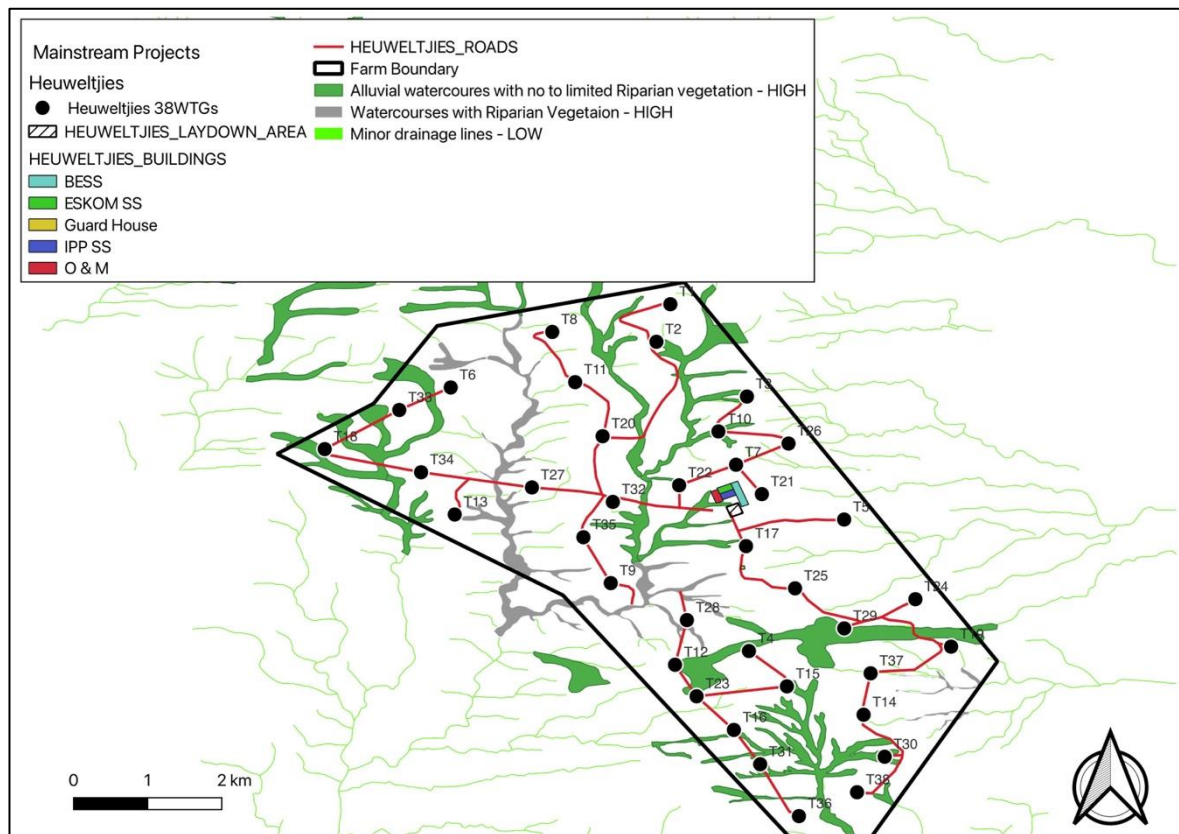 Mainstream Projects
Heuweltjies
Heuweltjies 38WTGs
HEUWELTJIES_LAYDOWN_AREA
HEUWELTJIES_BUILDINGS
BESS
ESKOM SS
Guard House
IPP SS
O & M
HEUWELTJIES_ROADS
Farm Boundary
Alluvial watercoures with no to limited Riparian vegetation - HIGH
Watercourses with Riparian Vegetaion - HIGH
Minor drainage lines - LOW
T1
T8
T2
T6
T11
T3
T33
T20
T10
T26
T18
T34
T27
T22
T7
T21
T13
T32
T5
T35
T17
T9
T25
T24
T28
T29
T4
T19
T12
T15
T37
T23
T14
T16
T30
T31
T38
T36
0 1 2 km